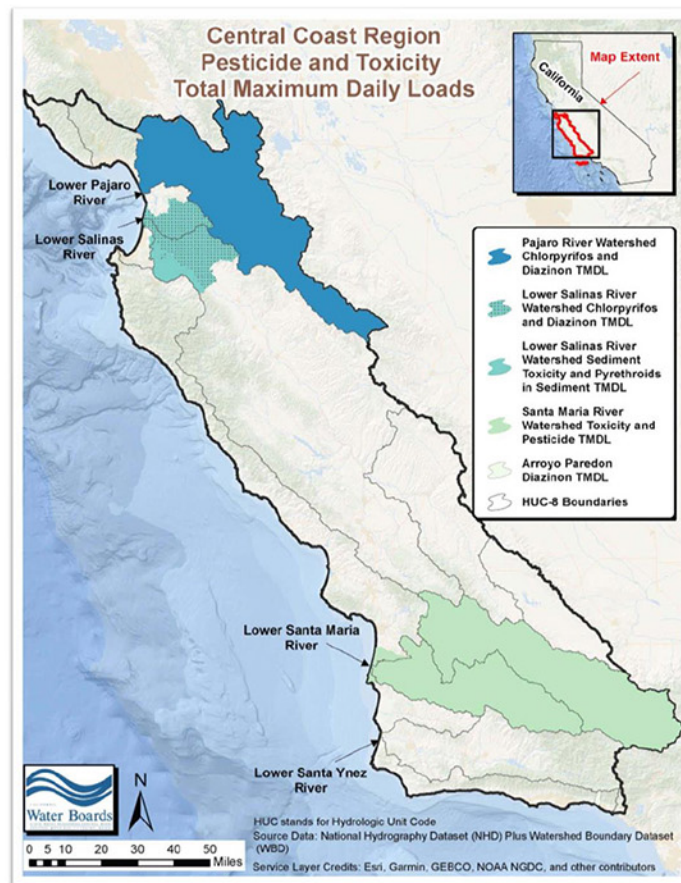 Central Coast Region
Pesticide and Toxicity
Total Maximum Daily Loads
California
Map Extent
Lower Pajaro
River
Lower Salinas
River
Pajaro River Watershed
Chlorpyrifos and
Diazinon TMDL
Lower Salinas River
Watershed Chlorpyrifos
and Diazinon TMDL
Lower Salinas River
Watershed Sediment
Toxicity and Pyrethroids
in Sediment TMDL
Santa Maria River
Watershed Toxicity and
Pesticide TMDL
Arroyo Paredon
Diazinon TMDL
HUC-8 Boundaries
Lower Santa Maria
River
Lower Santa Ynez
River
Water Boards
N
0 5 10 20 30 40 50
Miles
HUC stands for Hydrologic Unit Code
Source Data: National Hydrography Dataset (NHD) Plus Watershed Boundary Dataset
(WBD)
Service Layer Credits: Esri, Garmin, GEBCO, NOAA NGDC, and other contributors